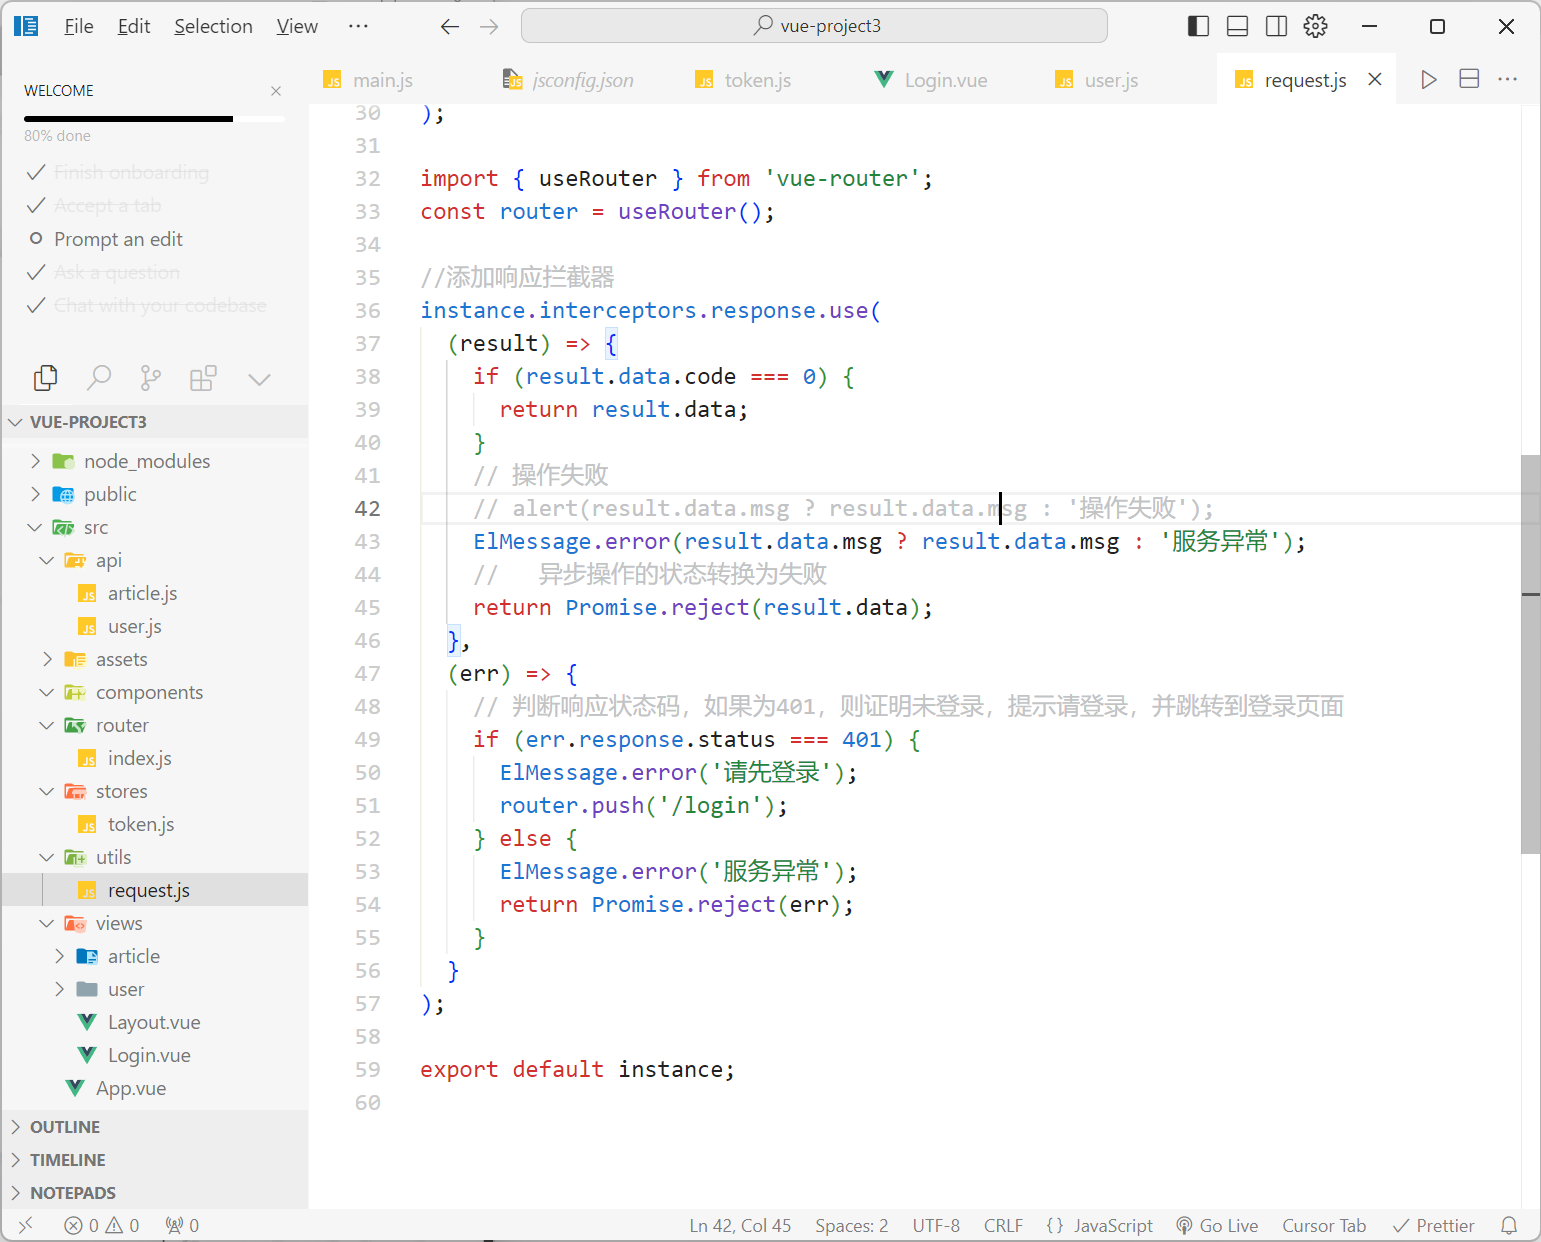 File Edit Selection View ··· vue-project3
WELCOME
80% done
Finish onboarding
Accept a tab
Prompt an edit
Ask a question
Chat with your codebase
VUE-PROJECT3
node_modules
public
src
api
article.js
user.js
assets
components
router
index.js
stores
token.js
utils
request.js
views
article
user
Layout.vue
Login.vue
App.vue
OUTLINE
TIMELINE
NOTEPADS
main.js jsconfig.json token.js Login.vue user.js request.js
30 );
31
32 import { useRouter } from 'vue-router';
33 const router = useRouter();
34
35 //添加响应拦截器
36 instance.interceptors.response.use(
37 (result) => {
38 if (result.data.code === 0) {
39 return result.data;
40 }
41 // 操作失败
42 // alert(result.data.msg ? result.data.msg : '操作失败');
43 ElMessage.error(result.data.msg ? result.data.msg : '服务异常');
44 // 异步操作的状态转换为失败
45 return Promise.reject(result.data);
46 },
47 (err) => {
48 // 判断响应状态码，如果为401，则证明未登录，提示请登录，并跳转到登录页面
49 if (err.response.status === 401) {
50 ElMessage.error('请先登录');
51 router.push('/login');
52 } else {
53 ElMessage.error('服务异常');
54 return Promise.reject(err);
55 }
56 }
57 );
58
59 export default instance;
60
0 0 0 Ln 42, Col 45 Spaces: 2 UTF-8 CRLF {} JavaScript Go Live Cursor Tab Prettier